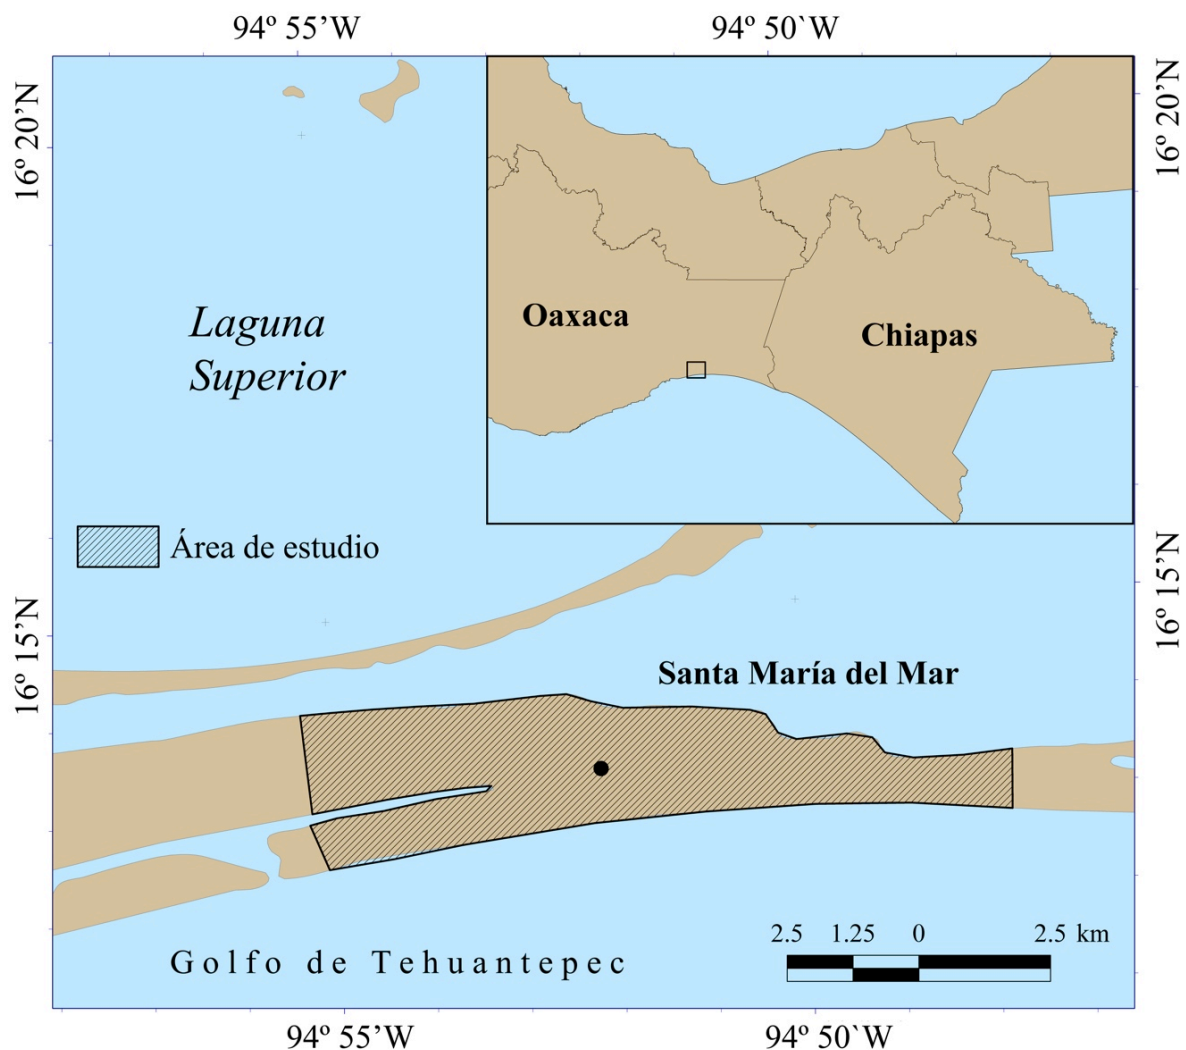 94º 55’W
94º 50`W
16º 20’N
16º 20’N
Oaxaca
Chiapas
Laguna
Superior
Área de estudio
16º 15’N
16º 15’N
Santa María del Mar
2.5 1.25 0 2.5 km
Golfo de Tehuantepec
94º 55’W
94º 50`W